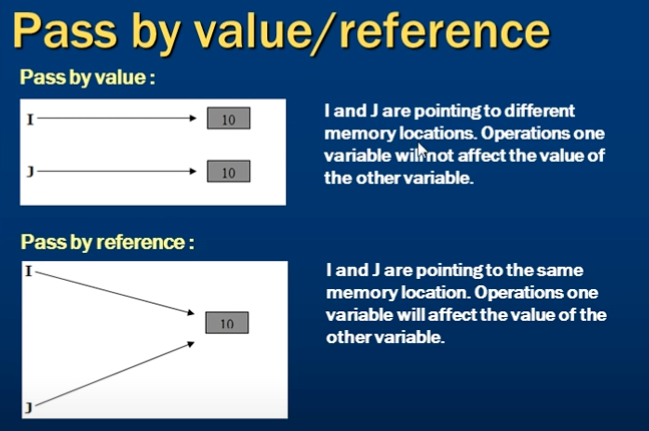 Pass by value/reference
Pass by value :
I
10
J
10
I and J are pointing to different
memory locations. Operations one
variable will not affect the value of
the other variable.
Pass by reference :
I
10
J
I and J are pointing to the same
memory location. Operations one
variable will affect the value of the
other variable.